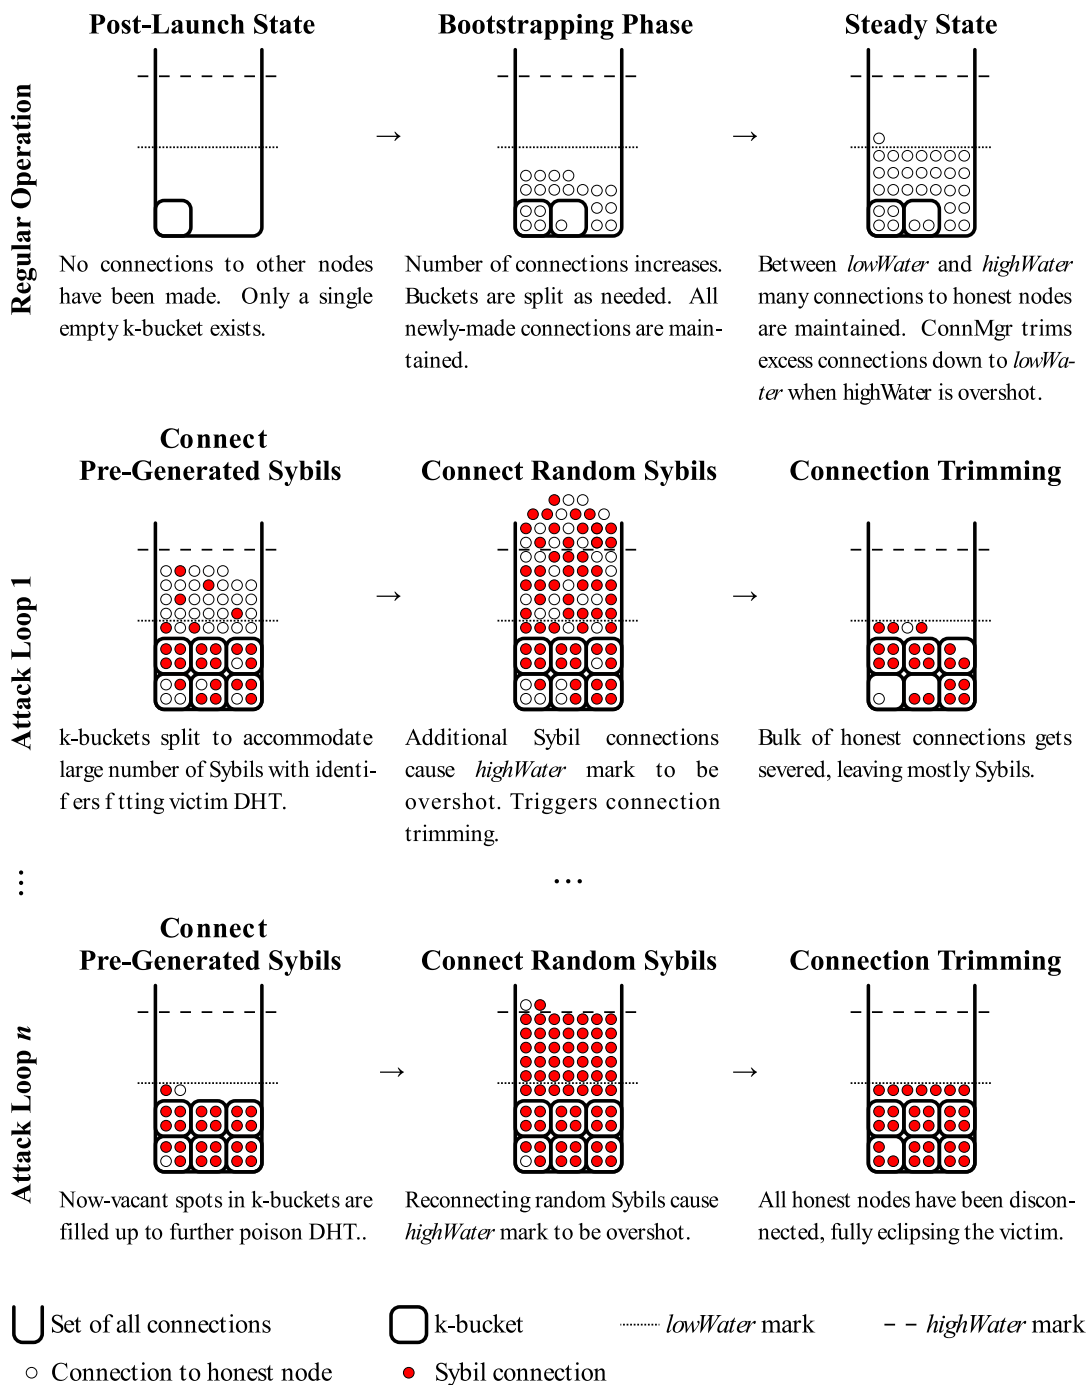 Post-Launch State
Bootstrapping Phase
Steady State
Regular Operation
→
→
No connections to other nodes
have been made. Only a single
empty k-bucket exists.
Number of connections increases.
Buckets are split as needed. All
newly-made connections are main-
tained.
Between lowWater and highWater
many connections to honest nodes
are maintained. ConnMgr trims
excess connections down to lowWa-
ter when highWater is overshot.
Connect
Pre-Generated Sybils
Connect Random Sybils
Connection Trimming
Attack Loop 1
→
→
k-buckets split to accommodate
large number of Sybils with identi-
f ers f tting victim DHT.
Additional Sybil connections
cause highWater mark to be
overshot. Triggers connection
trimming.
Bulk of honest connections gets
severed, leaving mostly Sybils.
...
...
Connect
Pre-Generated Sybils
Connect Random Sybils
Connection Trimming
Attack Loop n
→
→
Now-vacant spots in k-buckets are
filled up to further poison DHT..
Reconnecting random Sybils cause
highWater mark to be overshot.
All honest nodes have been discon-
nected, fully eclipsing the victim.
Set of all connections
k-bucket
lowWater mark
highWater mark
Connection to honest node
Sybil connection